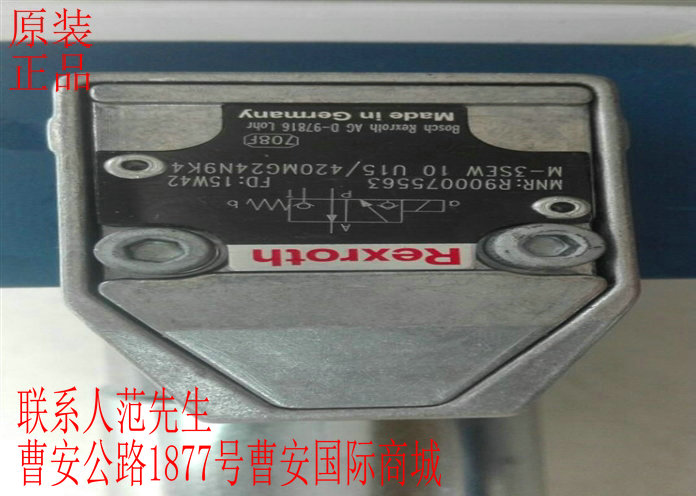 原装
正品
Rexroth
A
a
b
P
T
MNR:R900075563
FD:15W42
M-3SEW 10 U15/420MG24N9K4
708F
Bosch Rexroth AG D-97816 Lohr
Made in Germany
联系人范先生
曹安公路1877号曹安国际商城